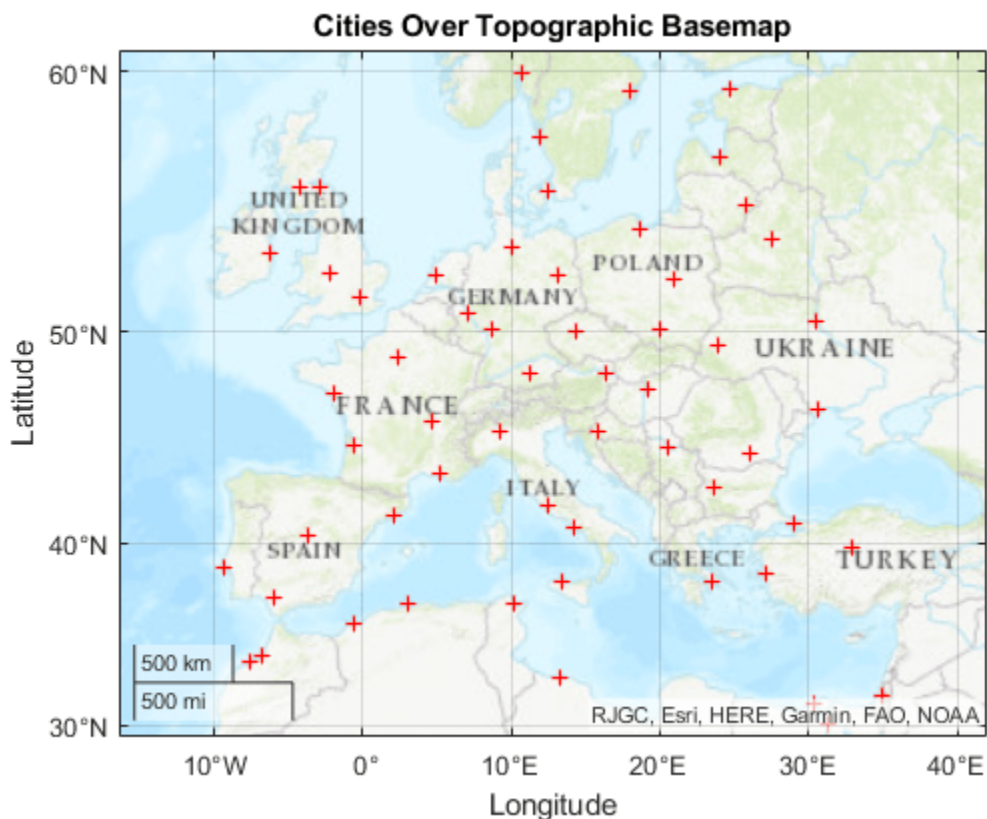 Cities Over Topographic Basemap
60°N
50°N
40°N
30°N
Latitude
UNITED
KINGDOM
POLAND
GERMANY
UKRAINE
FRANCE
ITALY
SPAIN
GREECE
TURKEY
500 km
500 mi
RJGC, Esri, HERE, Garmin, FAO, NOAA
10°W
0°
10°E
20°E
30°E
40°E
Longitude